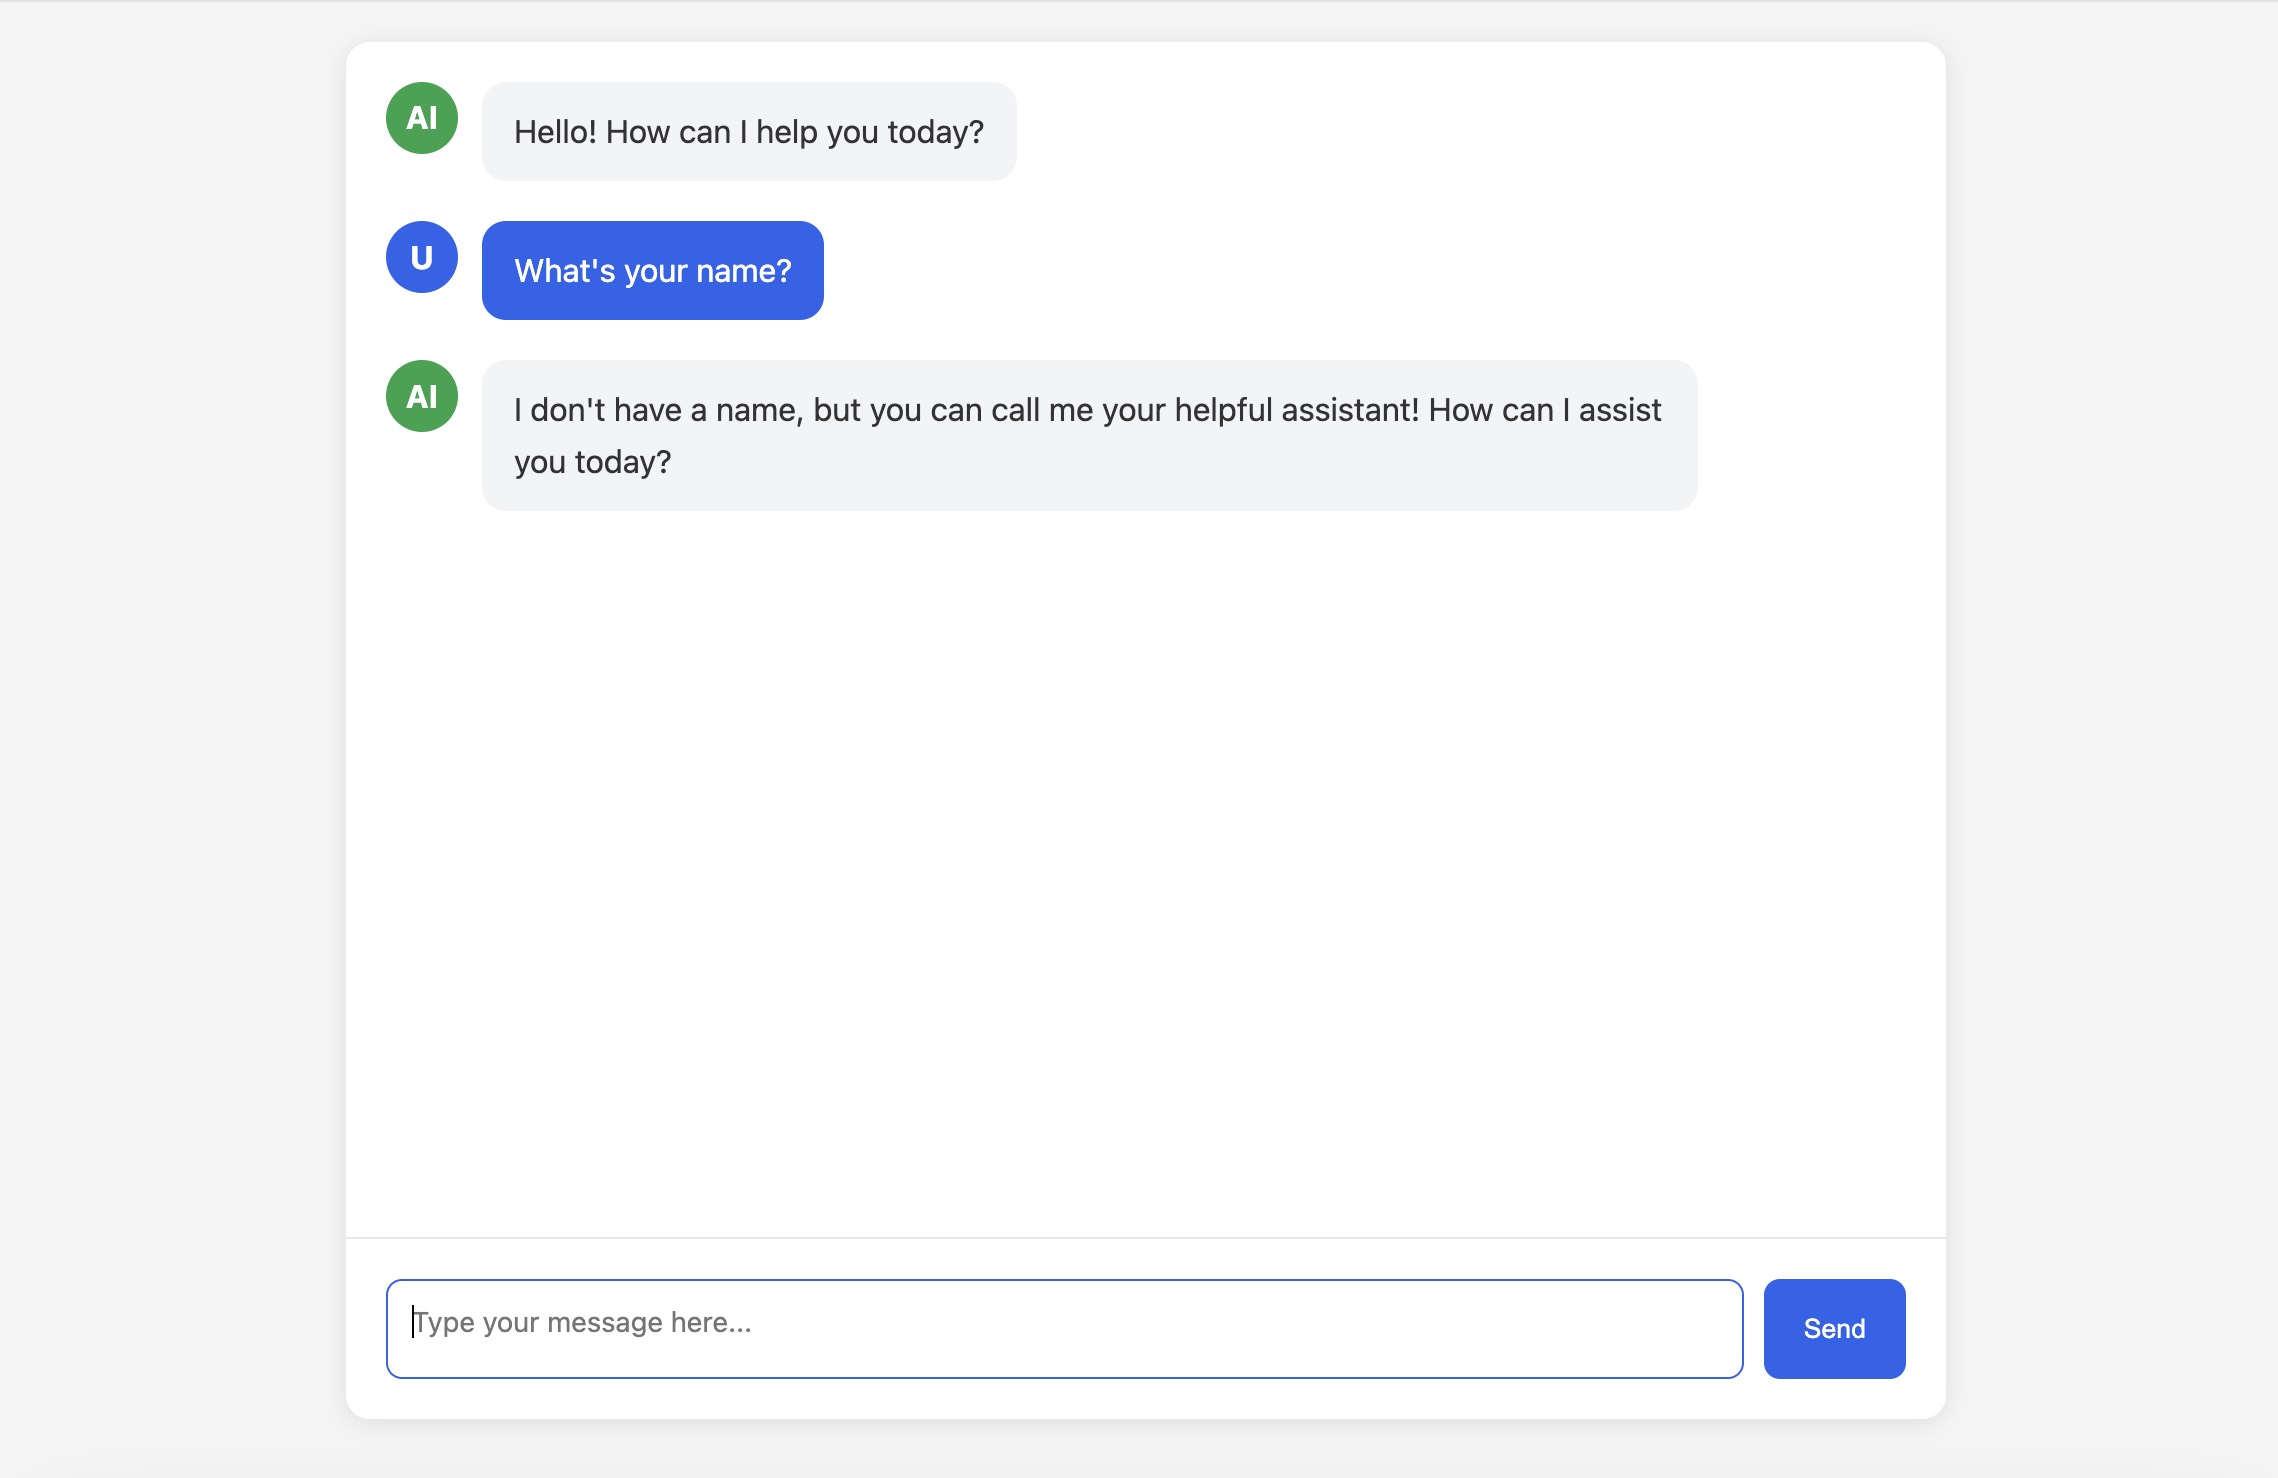 AI
Hello! How can I help you today?
U
What's your name?
AI
I don't have a name, but you can call me your helpful assistant! How can I assist
you today?
Type your message here...
Send